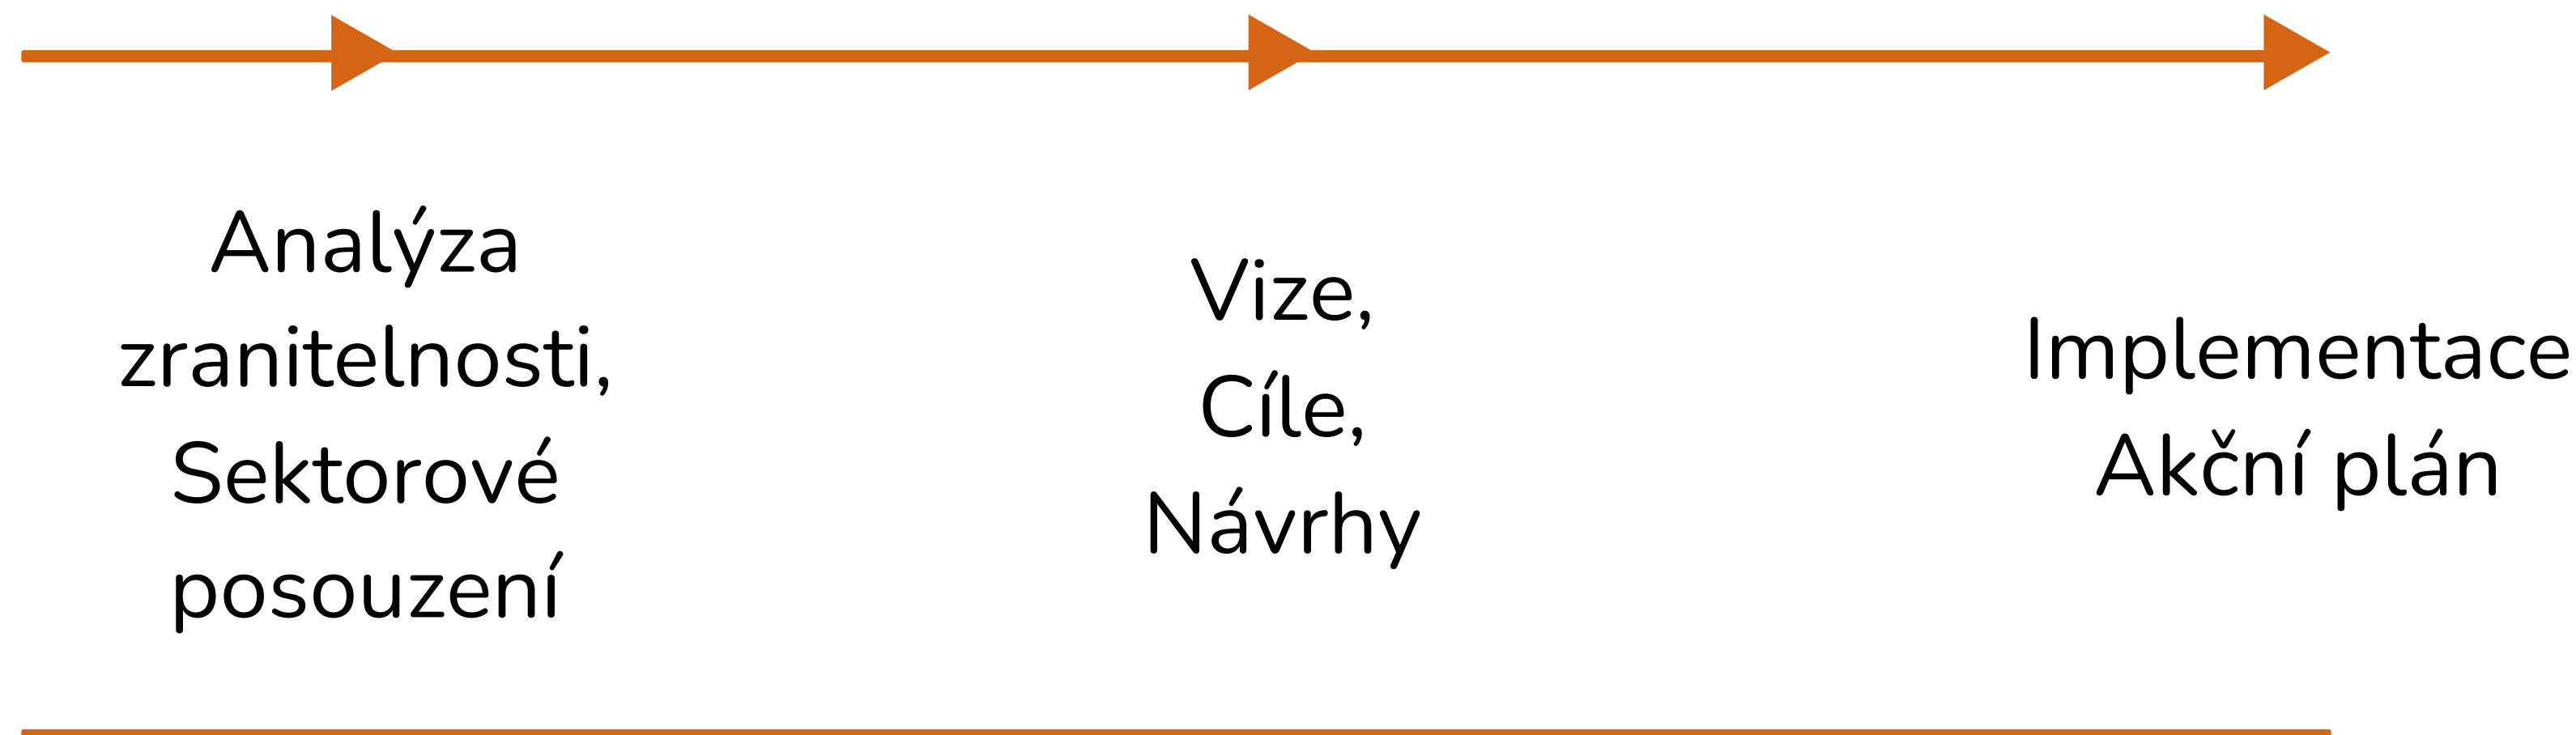 Analýza
zranitelnosti,
Sektorové
posouzení
Vize,
Cíle,
Návrhy
Implementace
Akční plán